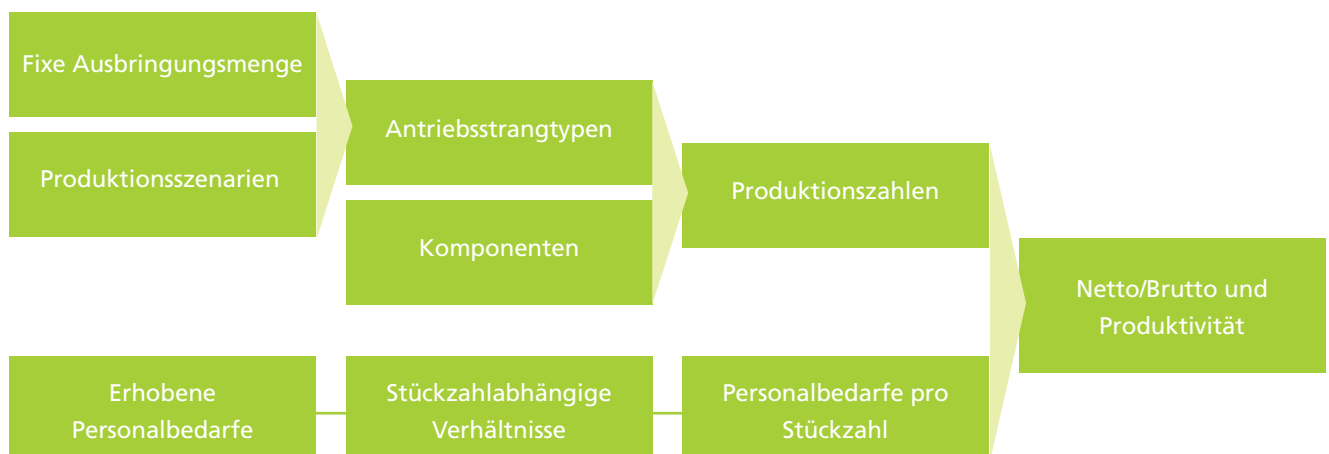 Fixe Ausbringungsmenge
Produktionsszenarien
Antriebsstrangtypen
Komponenten
Produktionszahlen
Netto/Brutto und
Produktivität
Erhobene
Personalbedarfe
Stückzahlabhängige
Verhältnisse
Personalbedarfe pro
Stückzahl